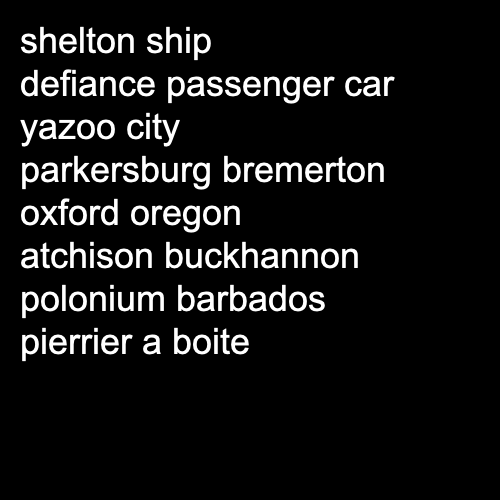 shelton ship
defiance passenger car
yazoo city
parkersburg bremerton
oxford oregon
atchison buckhannon
polonium barbados
pierrier a boite